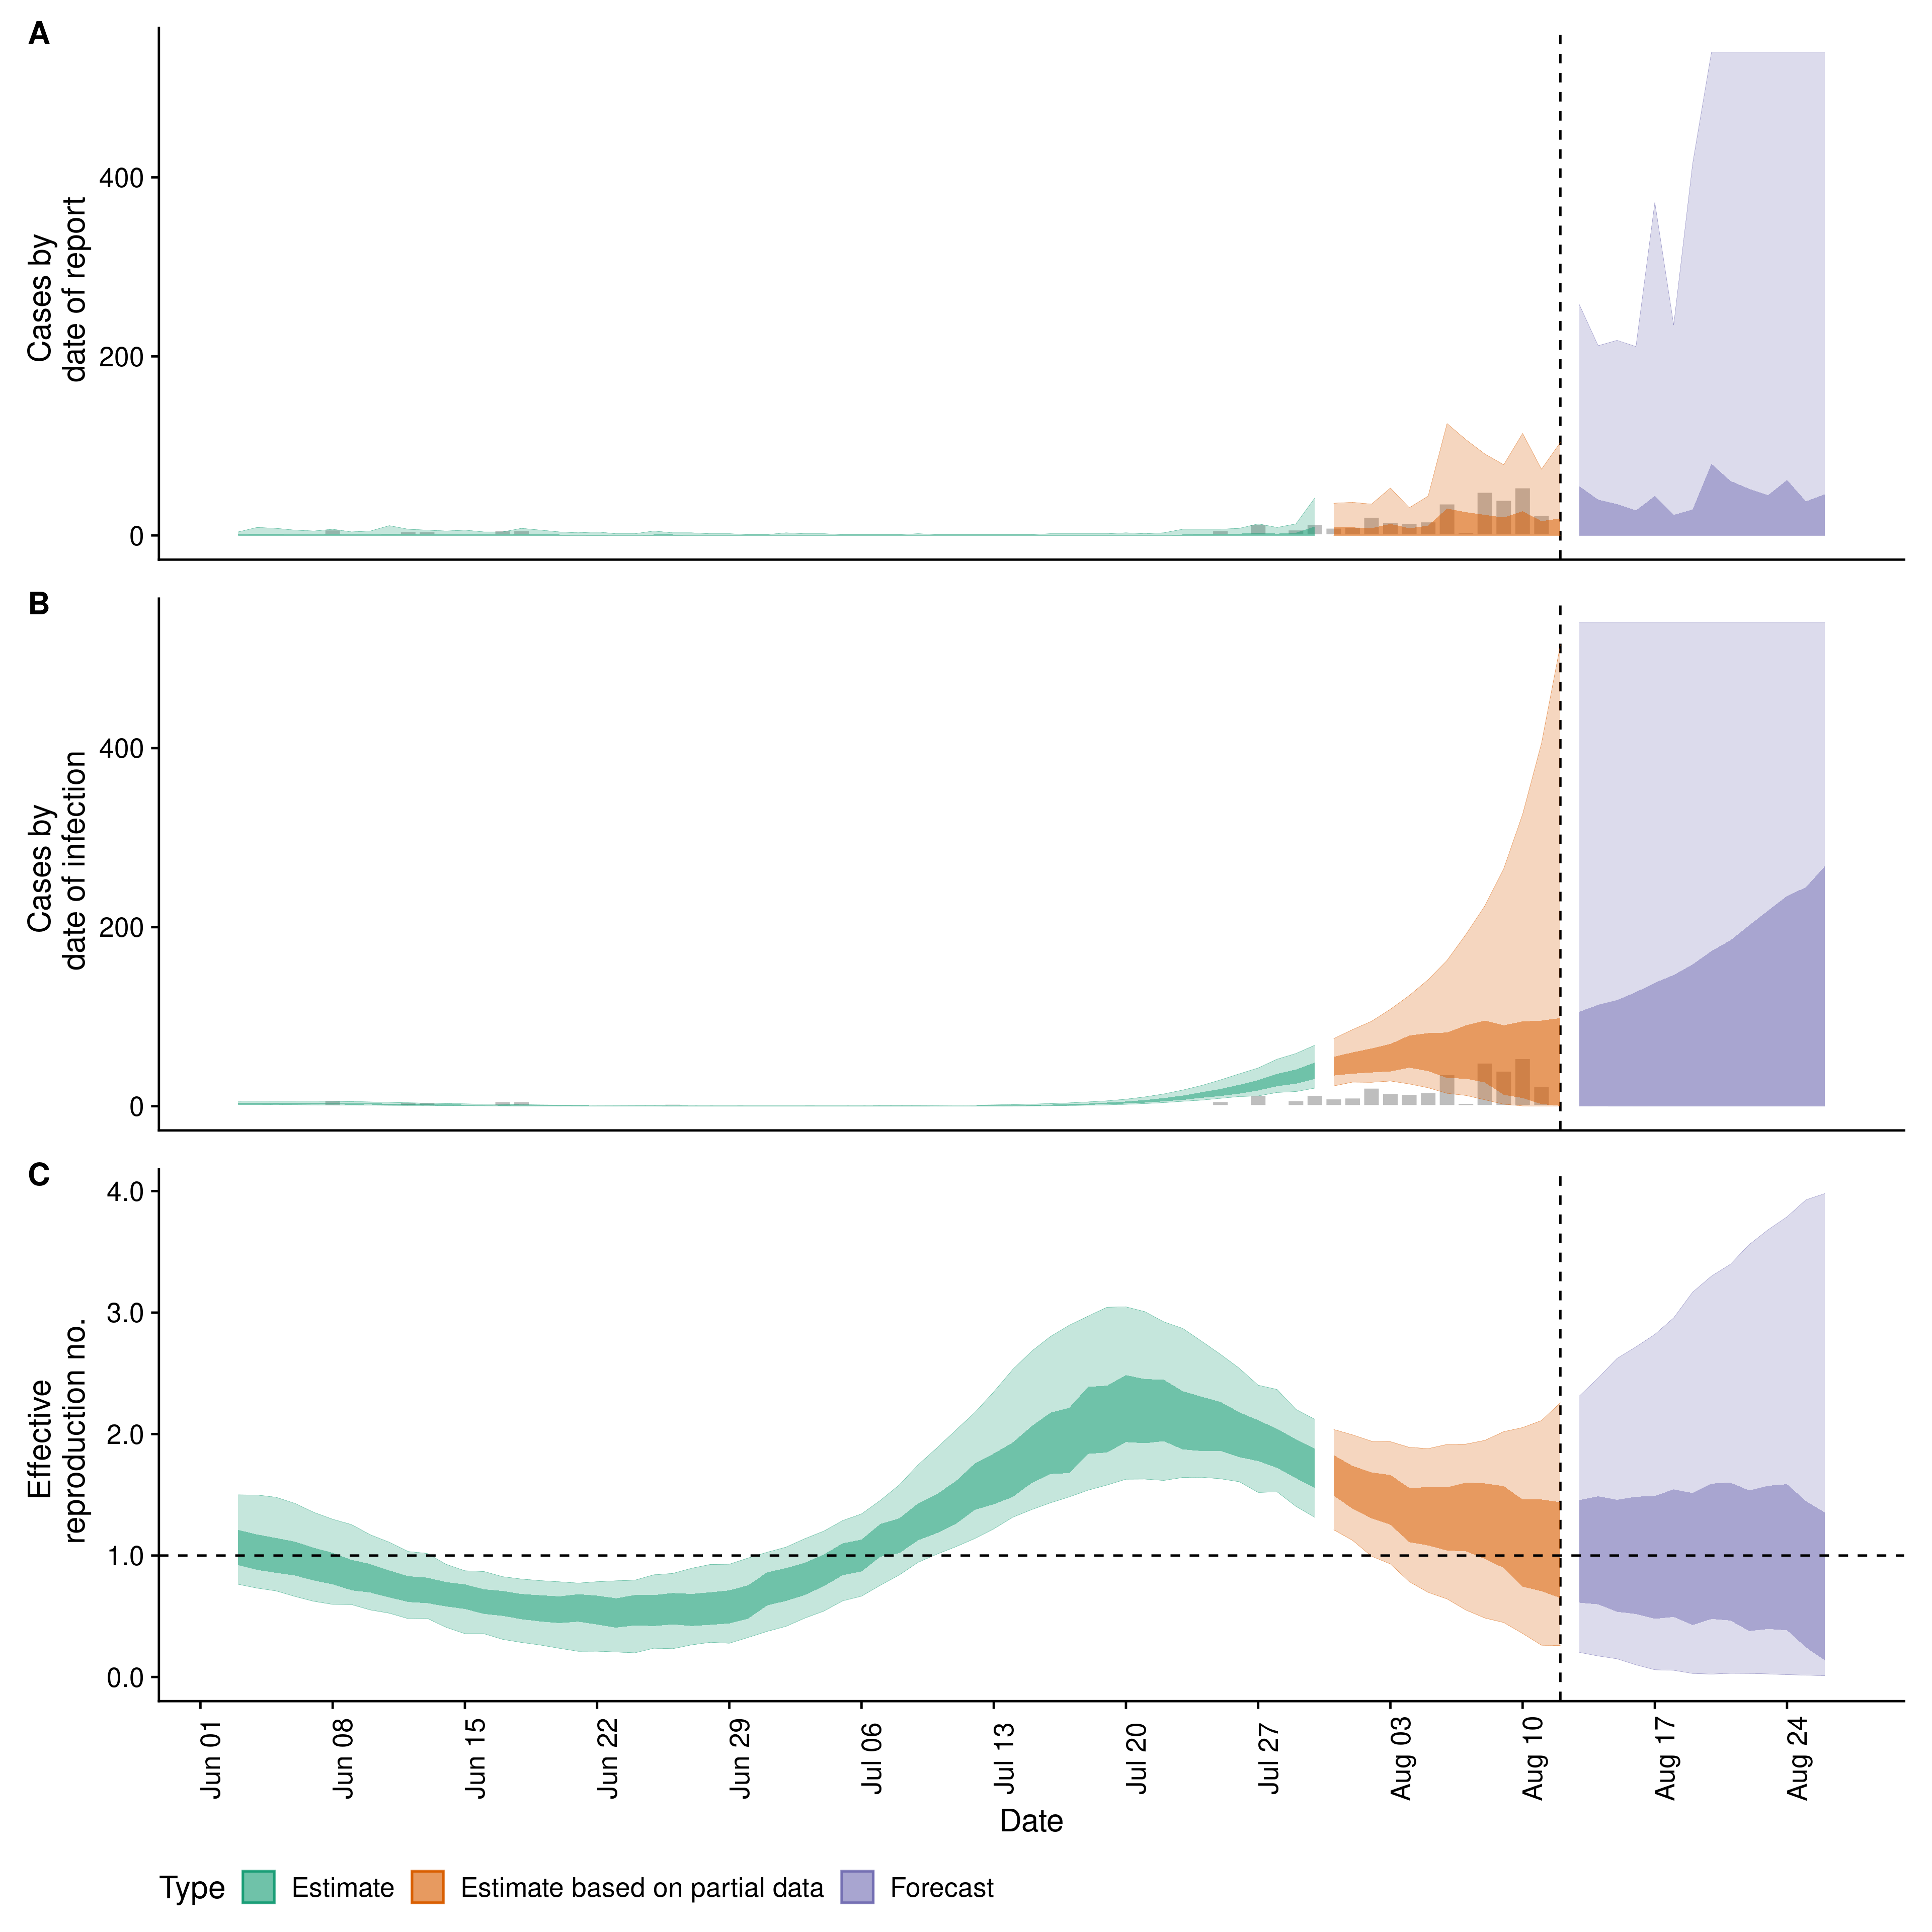 A
Cases by
date of report
400
200
0
B
Cases by
date of infection
400
200
0
C
Effective
reproduction no.
4.0
3.0
2.0
1.0
0.0
Jun 01
Jun 08
Jun 15
Jun 22
Jun 29
Jul 06
Jul 13
Jul 20
Jul 27
Aug 03
Aug 10
Aug 17
Aug 24
Date
Type Estimate Estimate based on partial data Forecast